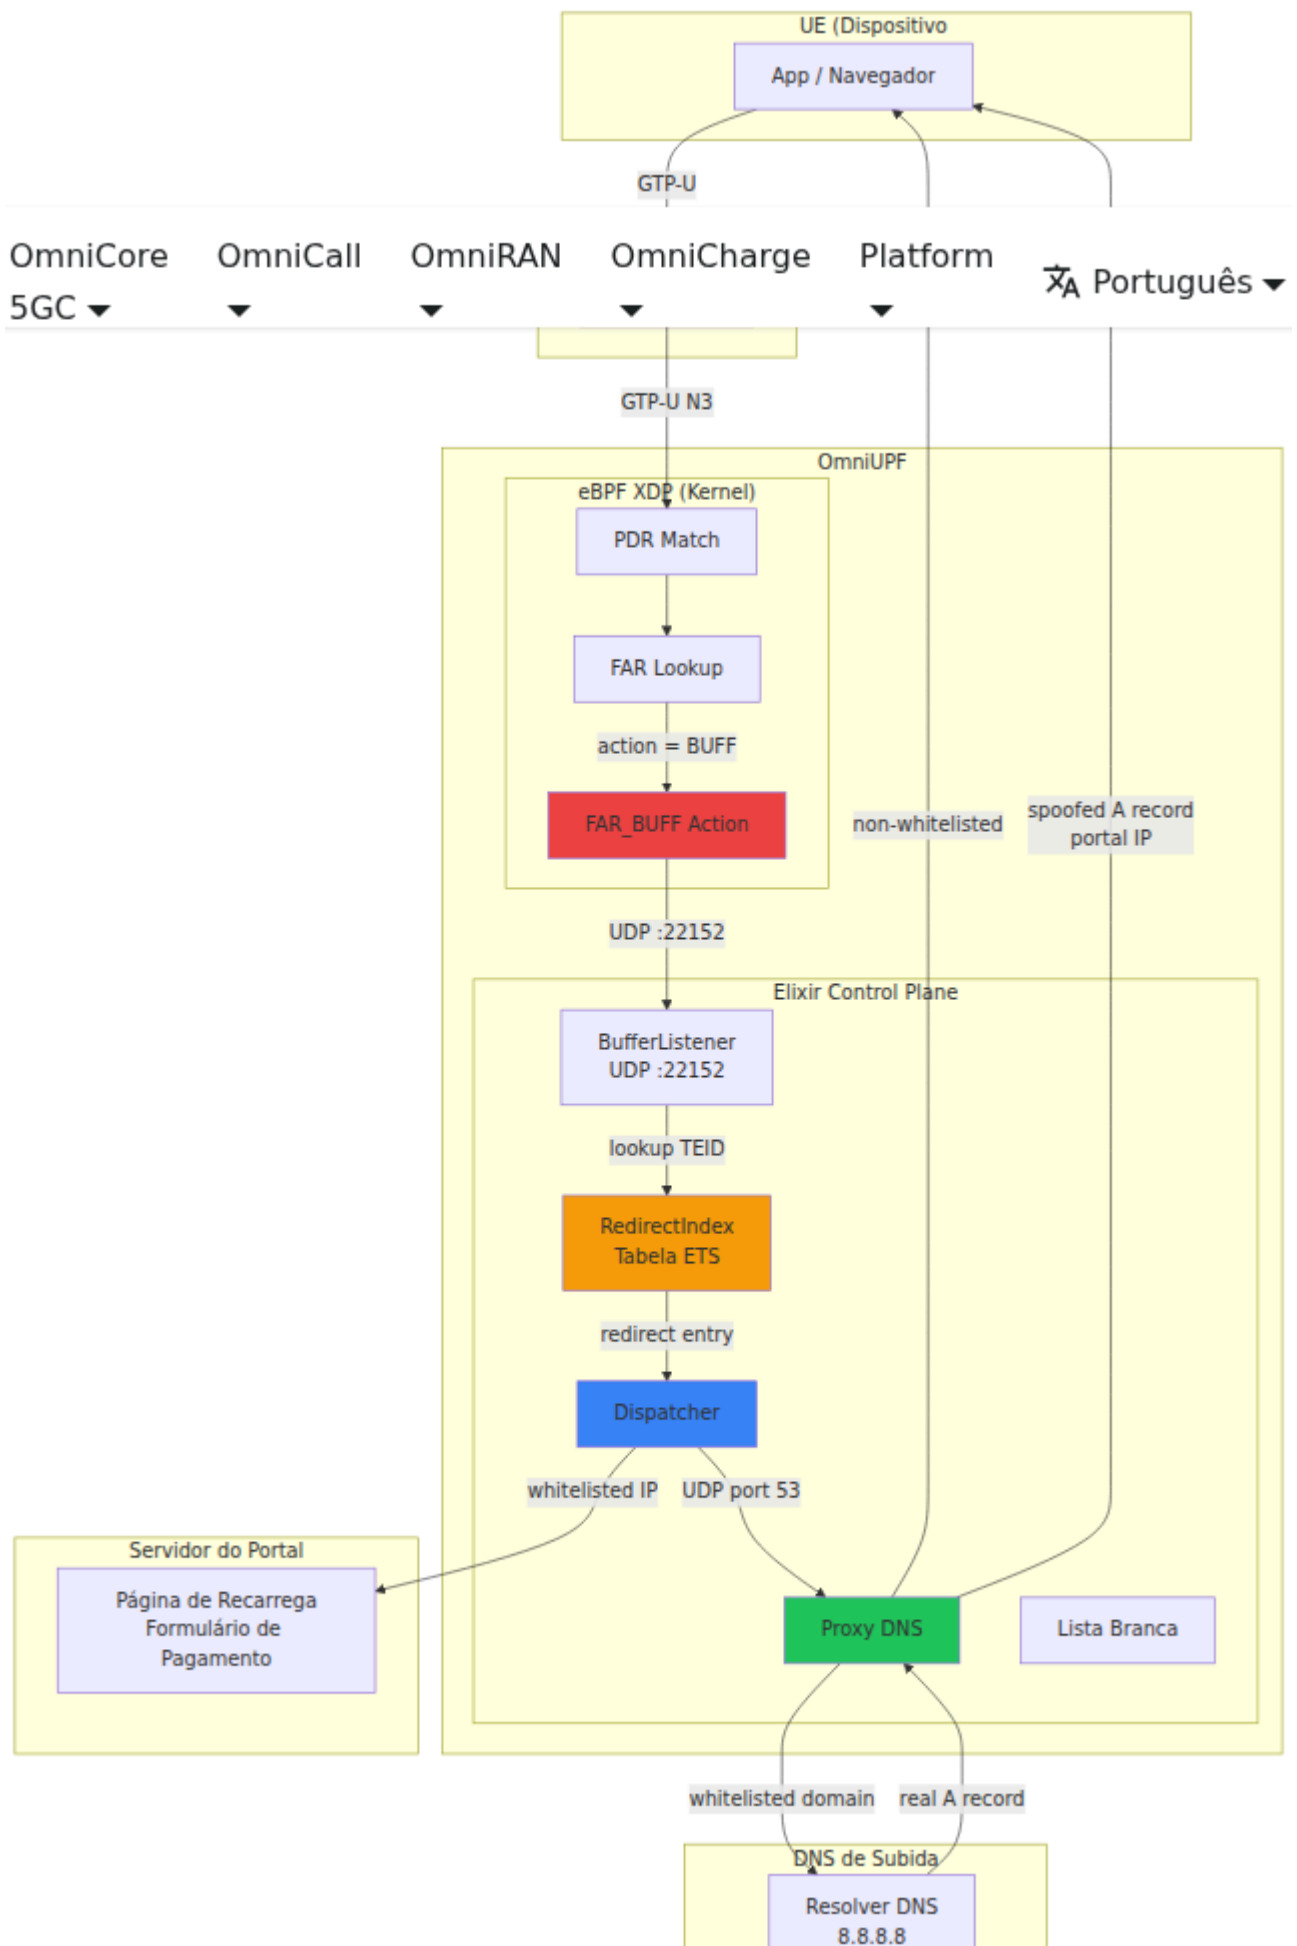 UE (Dispositivo
App / Navegador
GTP-U
OmniCore
5GC
OmniCall
OmniRAN
OmniCharge
Platform
Português
GTP-U N3
OmniUPF
eBPF XDP (Kernel)
PDR Match
FAR Lookup
action = BUFF
FAR_BUFF Action
non-whitelisted
spoofed A record
portal IP
UDP :22152
Elixir Control Plane
BufferListener
UDP :22152
lookup TEID
RedirectIndex
Tabela ETS
redirect entry
Dispatcher
whitelisted IP
UDP port 53
Servidor do Portal
Página de Recarrega
Formulário de
Pagamento
Proxy DNS
Lista Branca
whitelisted domain
real A record
DNS de Subida
Resolver DNS
8.8.8.8